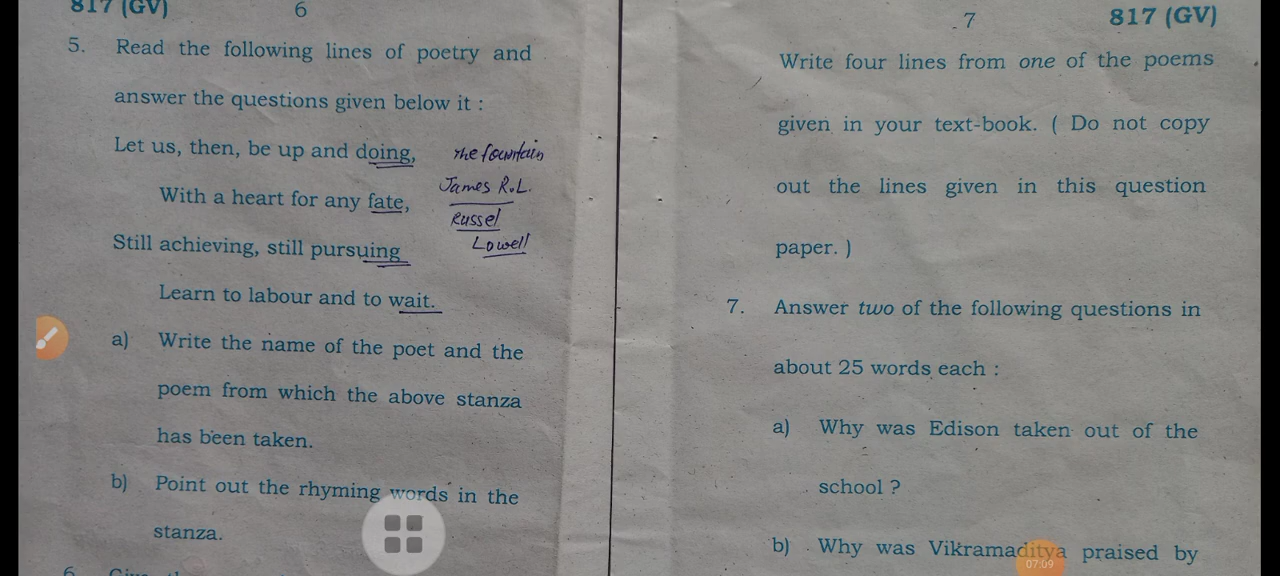 817 (GV)
6
5. Read the following lines of poetry and
answer the questions given below it :
Let us, then, be up and doing,
the fountain
With a heart for any fate,
James R.L.
Russel
Still achieving, still pursuing
Lowell
Learn to labour and to wait.
a) Write the name of the poet and the
poem from which the above stanza
has been taken.
b) Point out the rhyming words in the
stanza.
6.
7
817 (GV)
Write four lines from one of the poems
given in your text-book. ( Do not copy
out the lines given in this question
paper. )
7. Answer two of the following questions in
about 25 words each :
a) Why was Edison taken out of the
school ?
b) Why was Vikramaditya praised by
07:09